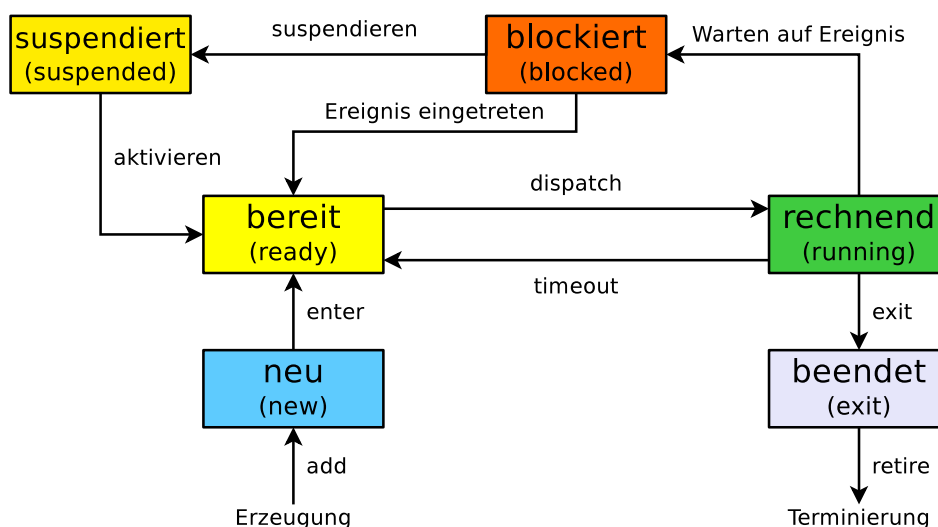 suspendiert
(suspended)
suspendieren
blockiert
(blocked)
Warten auf Ereignis
Ereignis eingetreten
aktivieren
bereit
(ready)
dispatch
timeout
rechnend
(running)
enter
exit
neu
(new)
beendet
(exit)
add
retire
Erzeugung
Terminierung